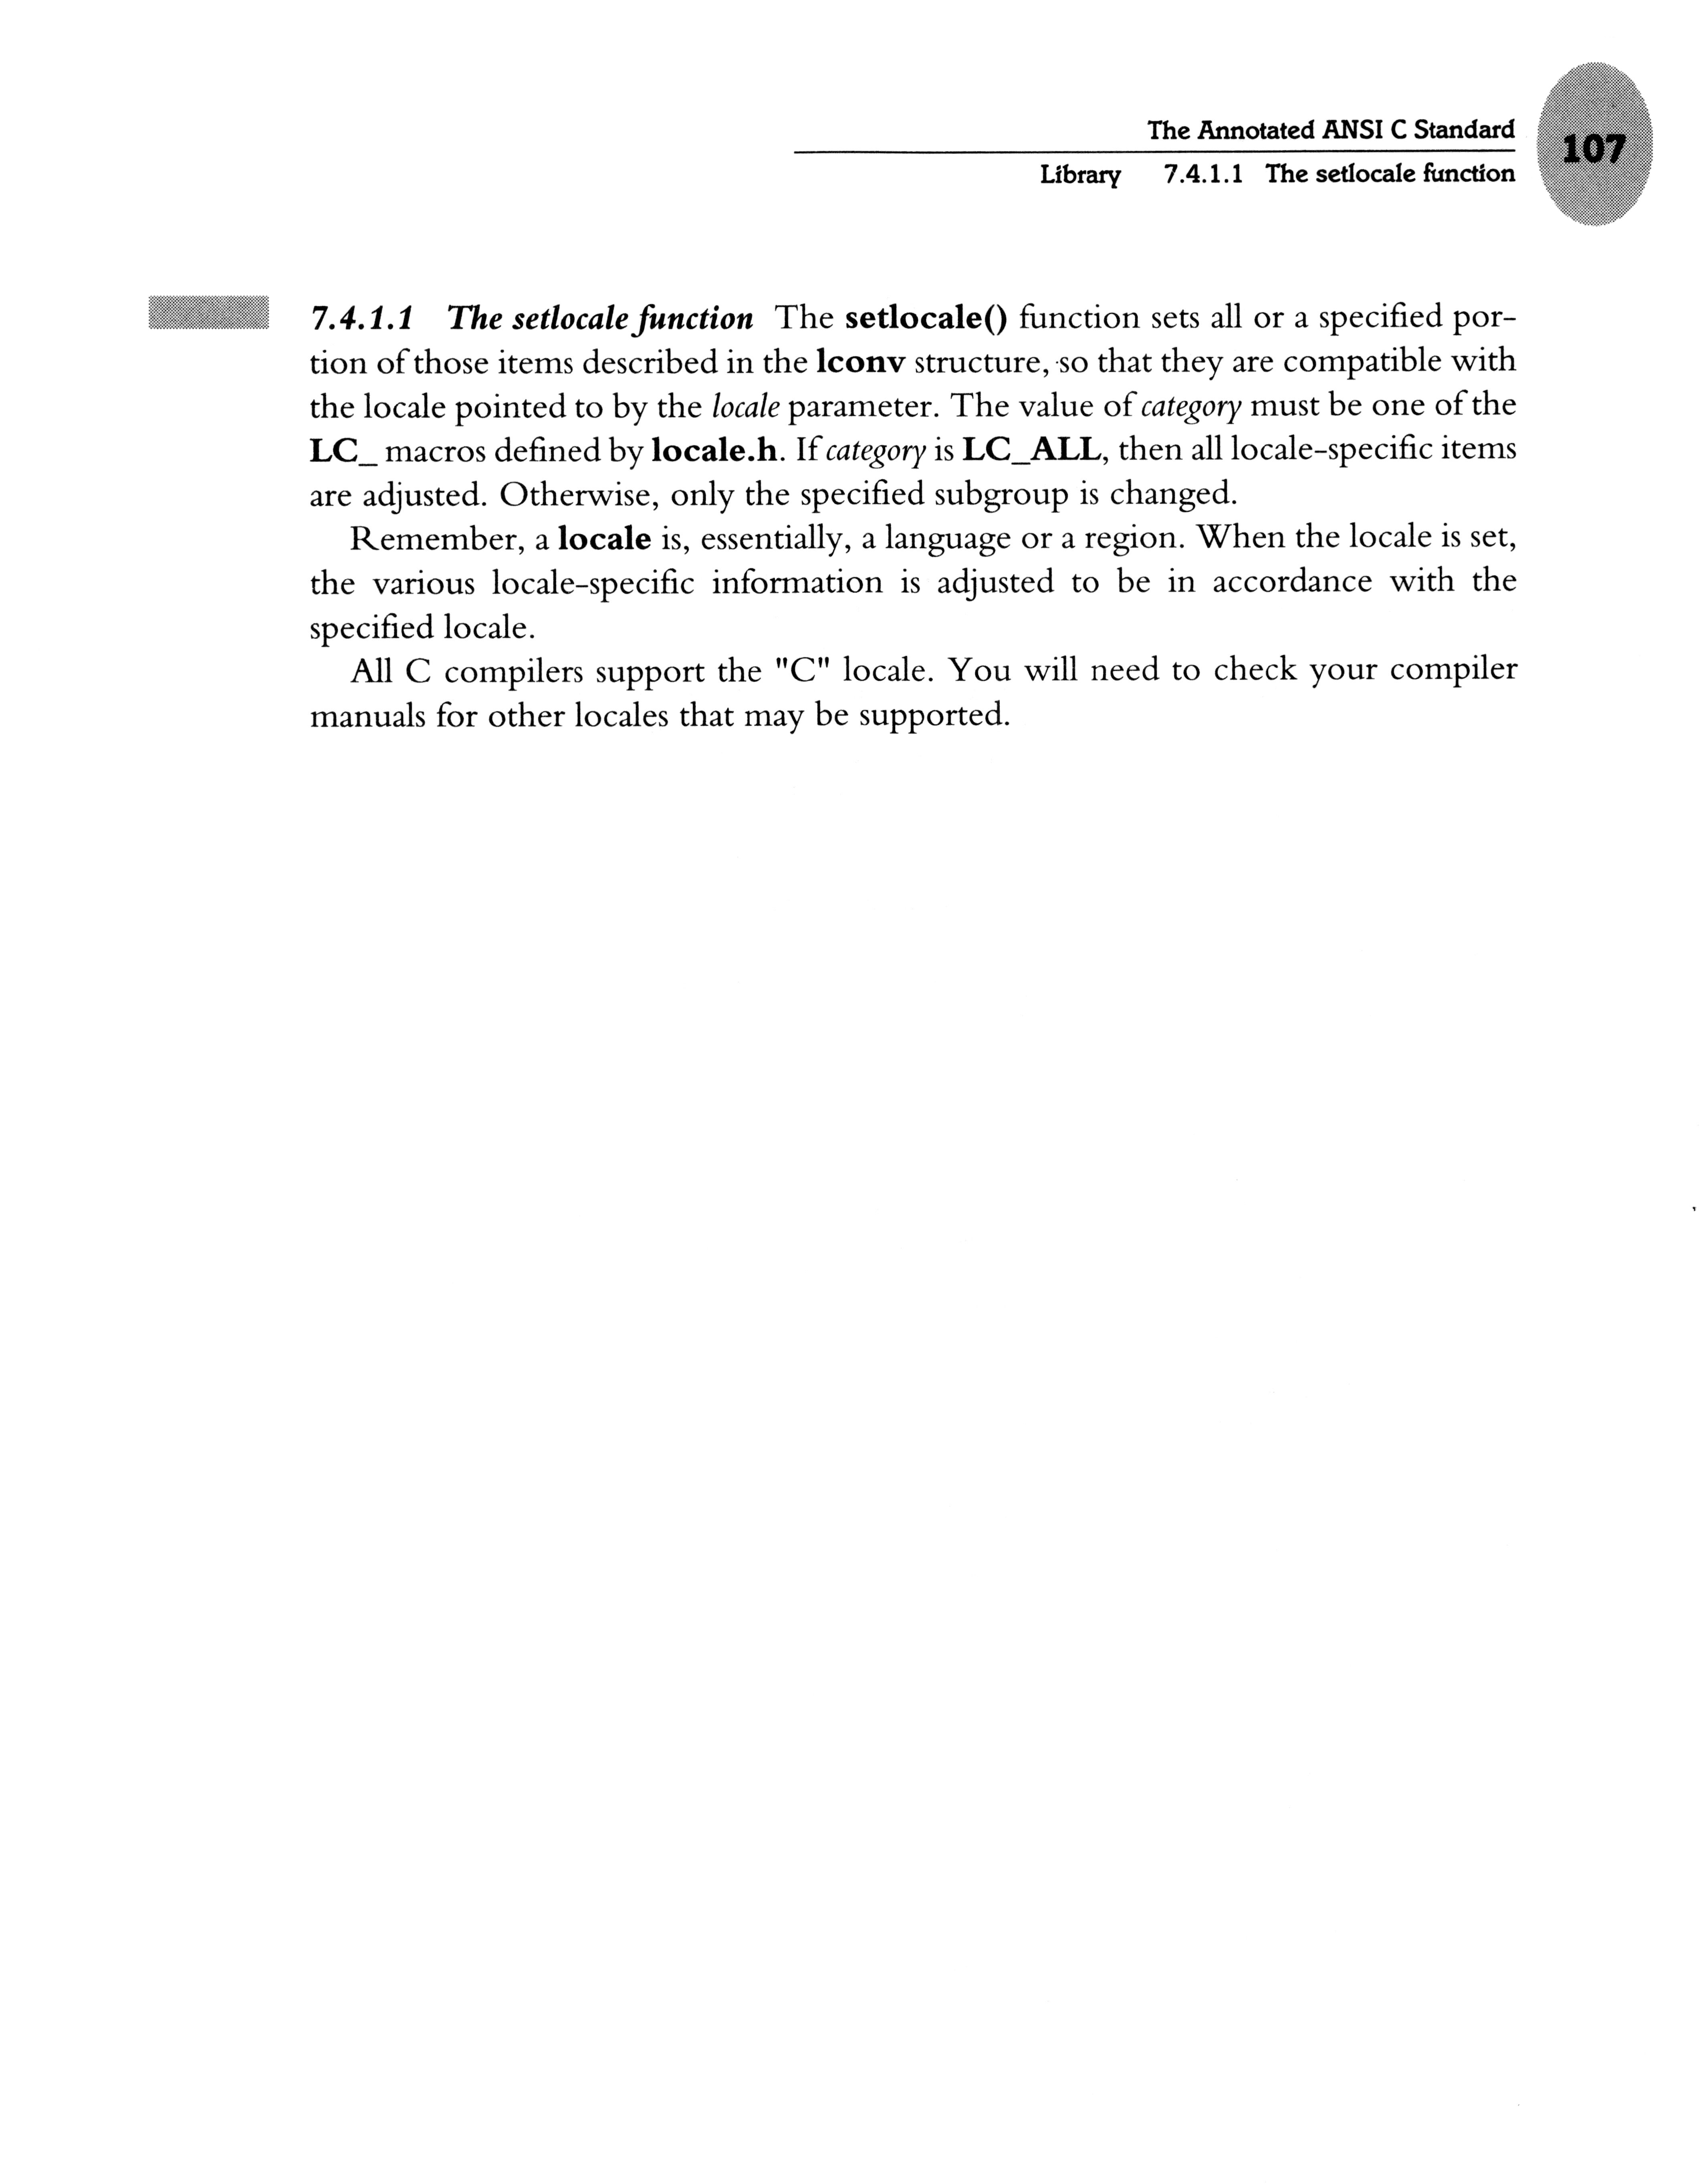 The Annotated ANSI C Standard
107
Library 7.4.1.1 The setlocale function
7.4.1.1 The setlocale function The setlocale() function sets all or a specified por-
tion of those items described in the lconv structure, so that they are compatible with
the locale pointed to by the locale parameter. The value of category must be one of the
LC_ macros defined by locale.h. If category is LC_ALL, then all locale-specific items
are adjusted. Otherwise, only the specified subgroup is changed.
Remember, a locale is, essentially, a language or a region. When the locale is set,
the various locale-specific information is adjusted to be in accordance with the
specified locale.
All C compilers support the "C" locale. You will need to check your compiler
manuals for other locales that may be supported.